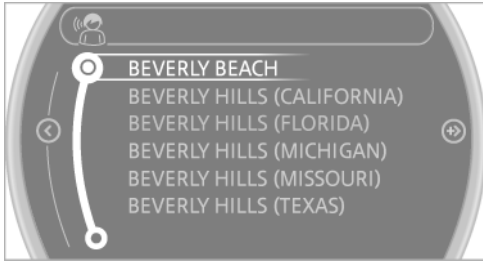 BEVERLY BEACH
BEVERLY HILLS (CALIFORNIA)
BEVERLY HILLS (FLORIDA)
BEVERLY HILLS (MICHIGAN)
BEVERLY HILLS (MISSOURI)
BEVERLY HILLS (TEXAS)